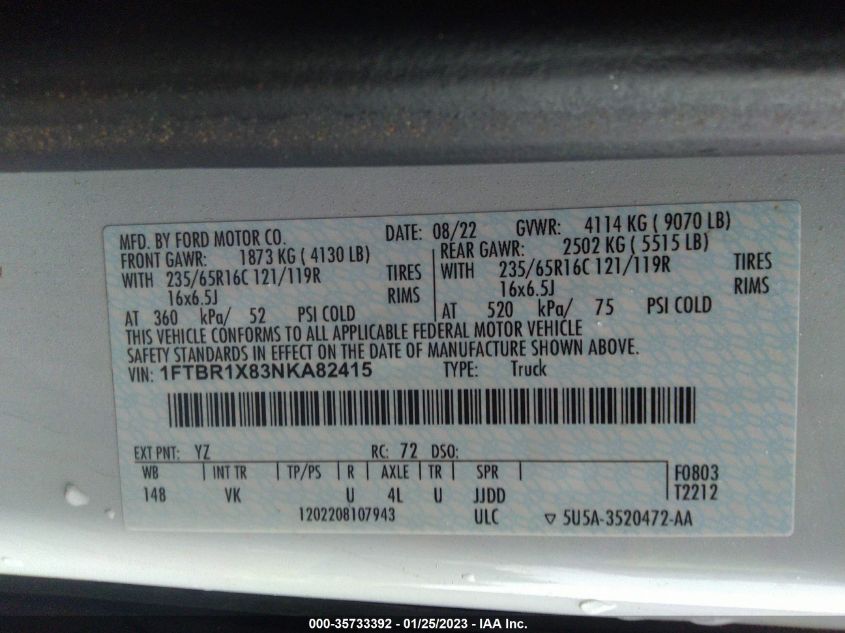 MFD. BY FORD MOTOR CO. DATE: 08/22 GVWR: 4114 KG ( 9070 LB)
FRONT GAWR: 1873 KG ( 4130 LB) REAR GAWR: 2502 KG ( 5515 LB)
WITH 235/65R16C 121/119R TIRES WITH 235/65R16C 121/119R TIRES
16x6.5J RIMS 16x6.5J RIMS
AT 360 kPa/ 52 PSI COLD AT 520 kPa/ 75 PSI COLD
THIS VEHICLE CONFORMS TO ALL APPLICABLE FEDERAL MOTOR VEHICLE
SAFETY STANDARDS IN EFFECT ON THE DATE OF MANUFACTURE SHOWN ABOVE.
VIN: 1FTBR1X83NKA82415 TYPE: Truck
EXT PNT: YZ RC: 72 DSO:
WB INT TR TP/PS R AXLE TR SPR F0803
148 VK U 4L U JJDD T2212
1202208107943 ULC 5U5A-3520472-AA
000-35733392 - 01/25/2023 - IAA Inc.